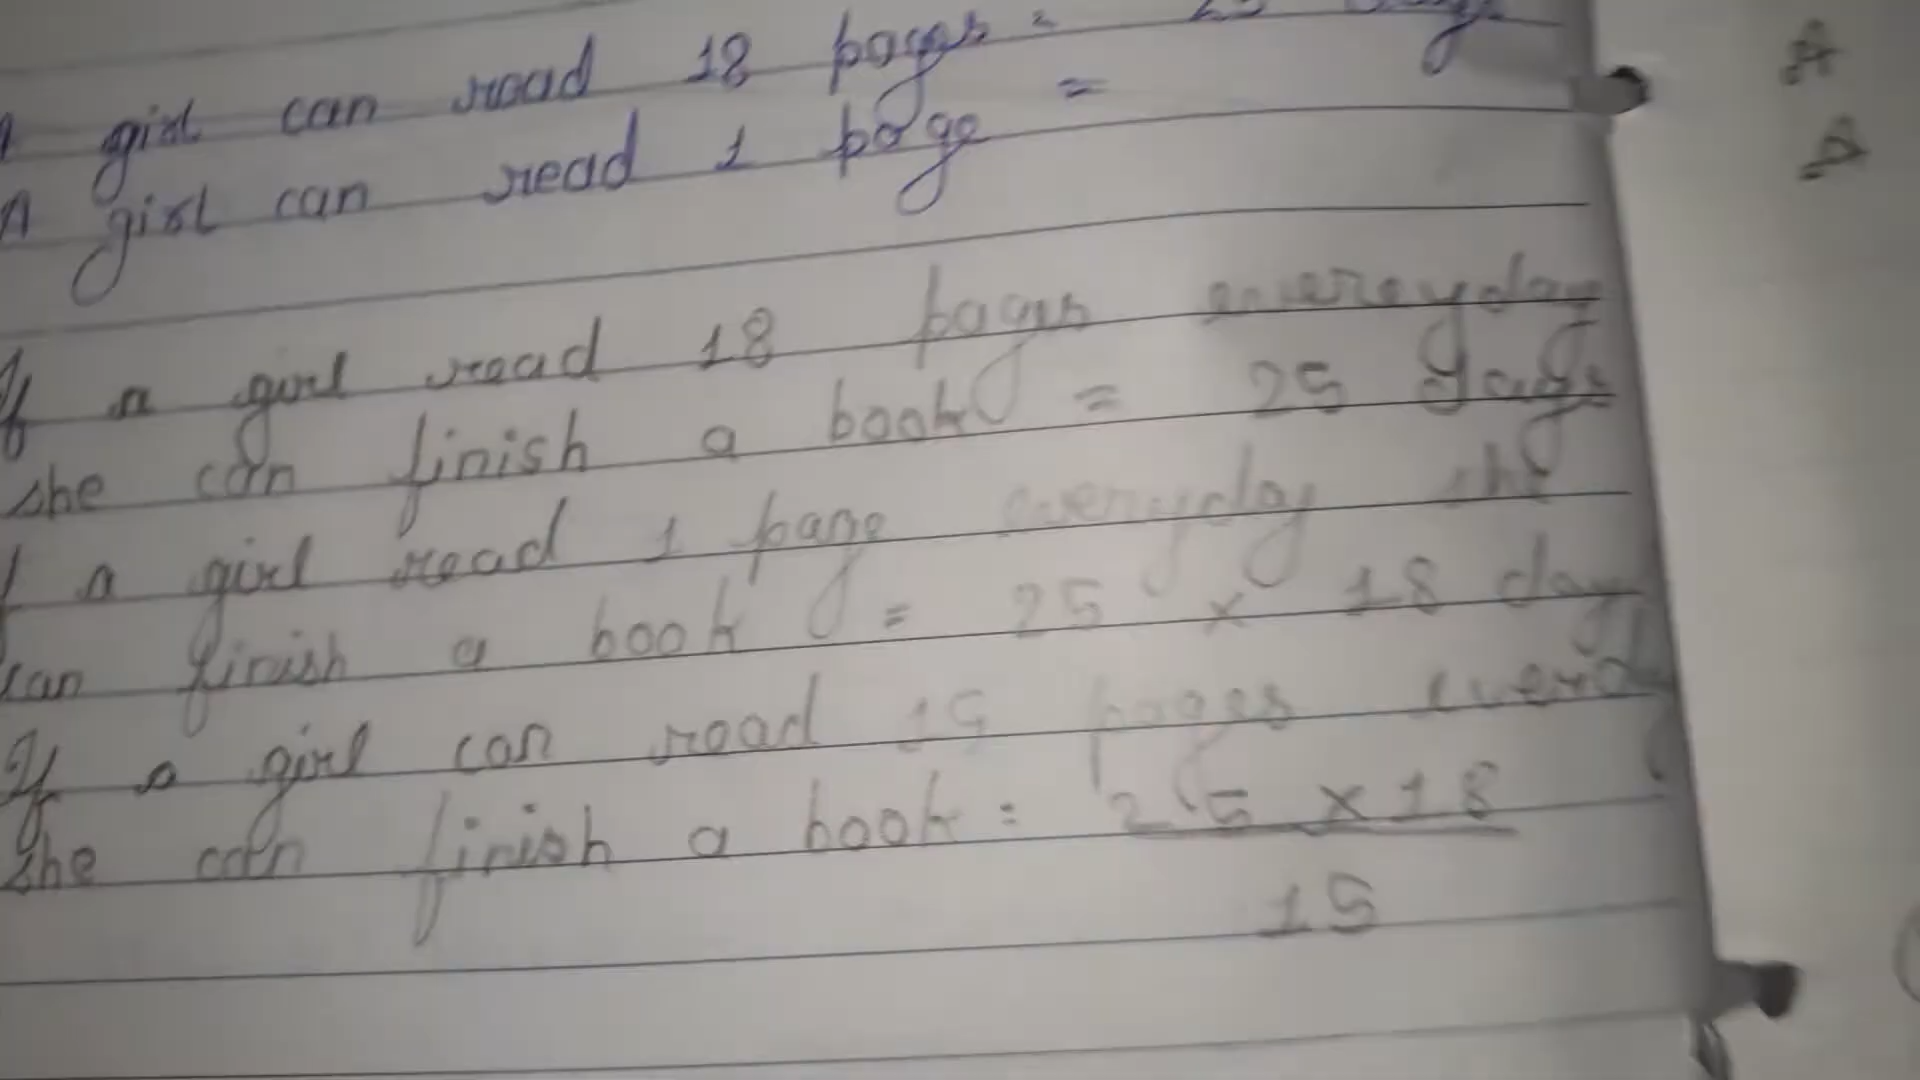 A girl can read 18 pages =
A girl can read 1 page =
If a girl read 18 pages everyday
she can finish a book = 25 days
If a girl read 1 page everyday she
can finish a book = 25 × 18 days
If a girl can read 15 pages
she can finish a book = 25 × 18
15